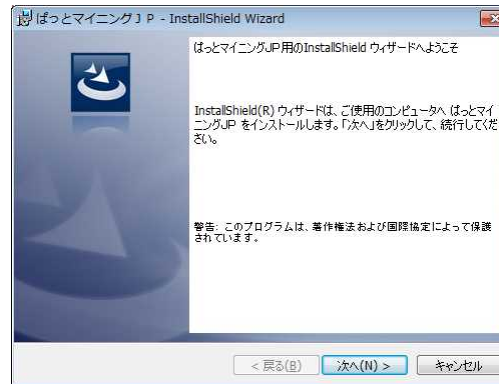 ぱっとマイニングJP - InstallShield Wizard
ぱっとマイニングJP用のInstallShield ウィザードへようこそ
InstallShield(R) ウィザードは、ご使用のコンピュータへ ぱっとマイ
ニングJP をインストールします。「次へ」をクリックして、続行してくだ
さい。
警告: このプログラムは、著作権法および国際協定によって保護
されています。
< 戻る(B)
次へ(N) >
キャンセル